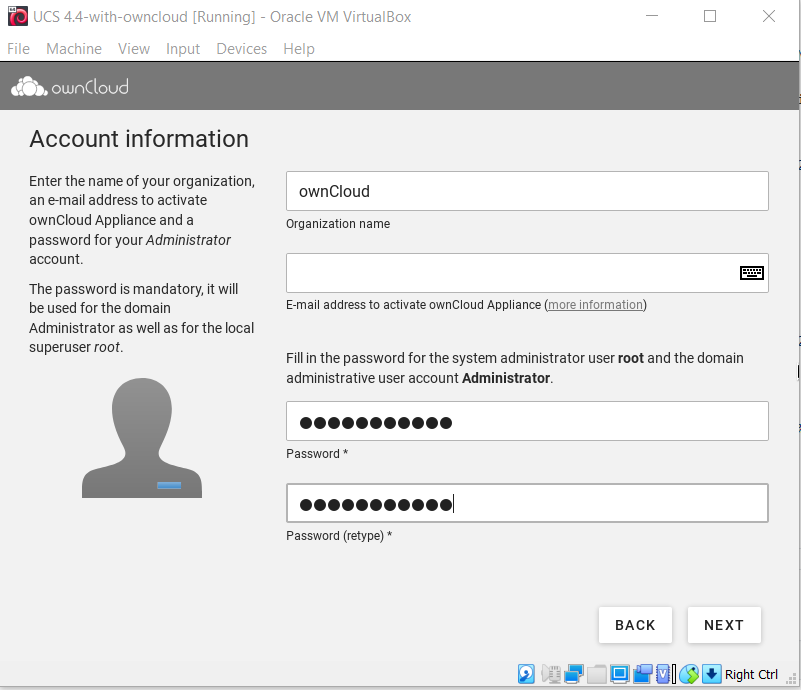 UCS 4.4-with-owncloud [Running] - Oracle VM VirtualBox
File Machine View Input Devices Help
ownCloud
Account information
Enter the name of your organization,
an e-mail address to activate
ownCloud Appliance and a
password for your Administrator
account.
The password is mandatory, it will
be used for the domain
Administrator as well as for the local
superuser root.
ownCloud
Organization name
E-mail address to activate ownCloud Appliance (more information)
Fill in the password for the system administrator user root and the domain
administrative user account Administrator.
●●●●●●●●●●●
Password *
●●●●●●●●●●●
Password (retype) *
BACK NEXT
Right Ctrl